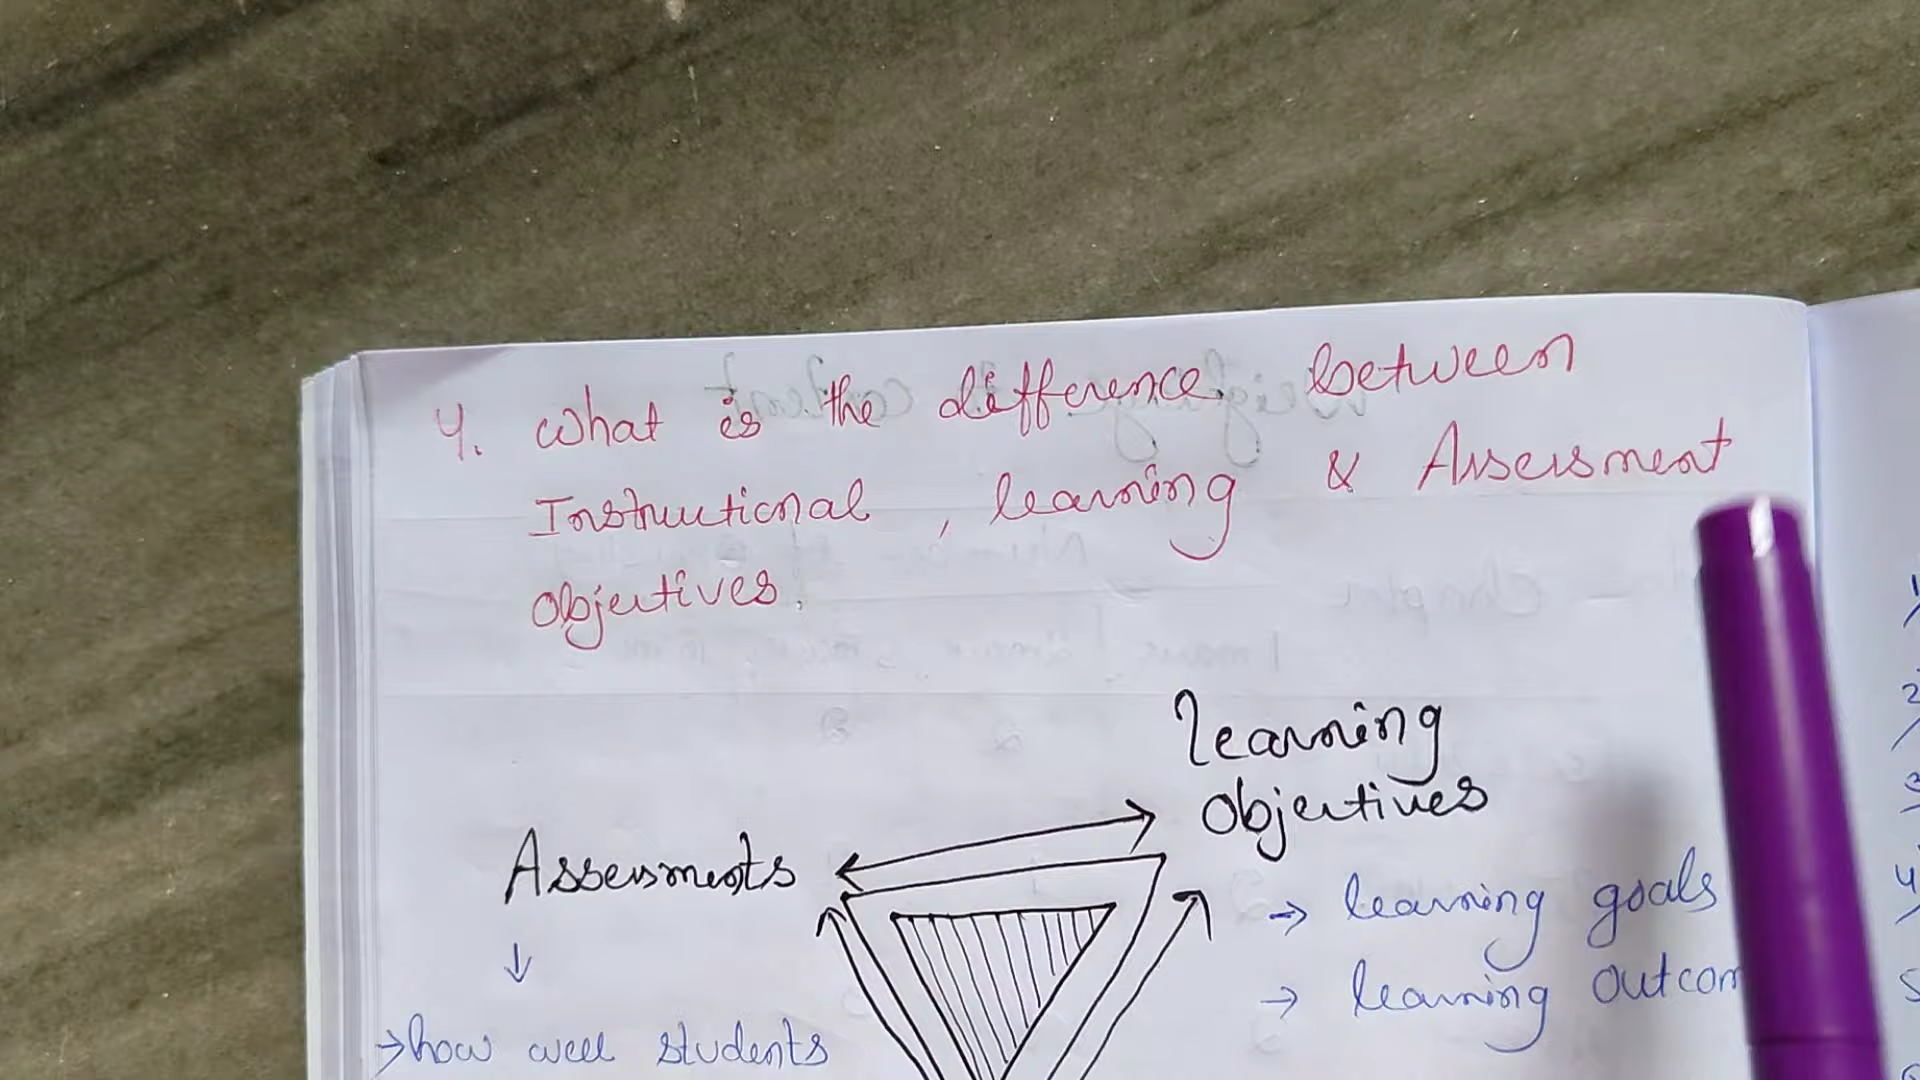 4. What is the difference between
Instructional, learning & Assessment
objectives.
learning
objectives
Assessments
→ learning goals
→ learning outcom
↓
→ how well students